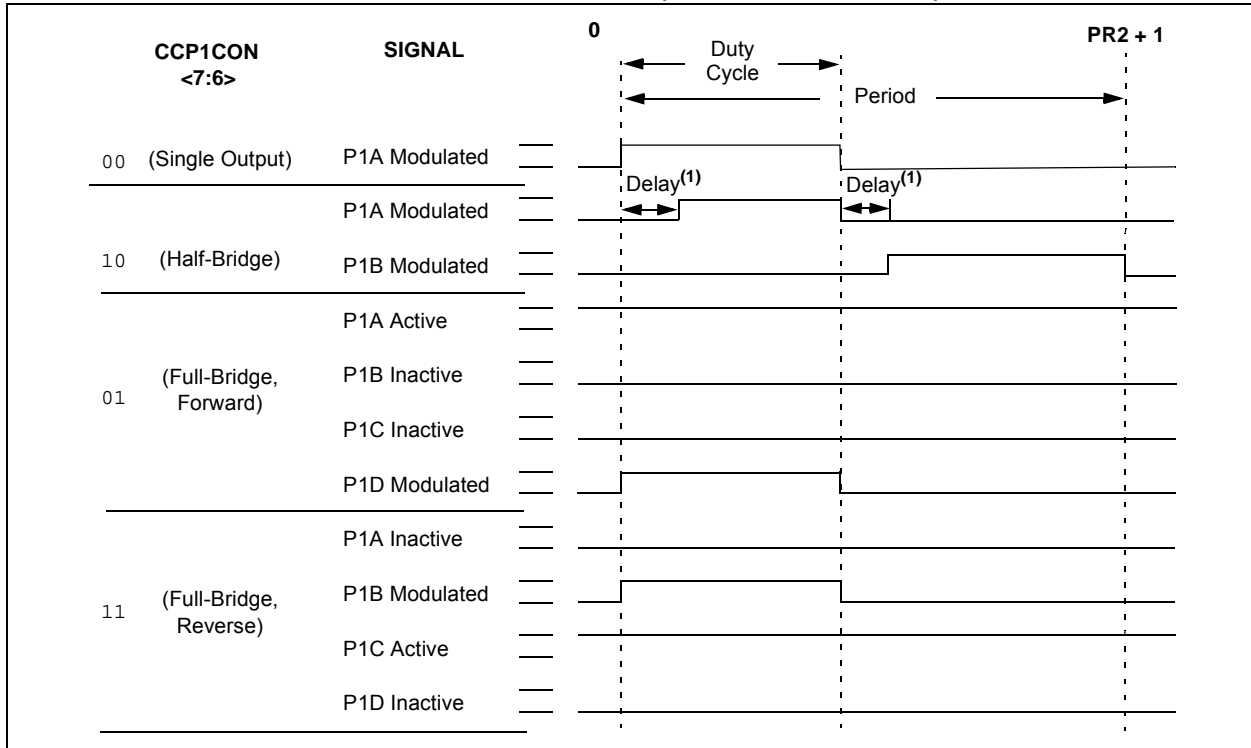 CCP1CON
<7:6>
SIGNAL
0
PR2 + 1
Duty
Cycle
Period
00 (Single Output) P1A Modulated
Delay(1) Delay(1)
P1A Modulated
10 (Half-Bridge) P1B Modulated
P1A Active
01 (Full-Bridge,
Forward)
P1B Inactive
P1C Inactive
P1D Modulated
P1A Inactive
11 (Full-Bridge,
Reverse)
P1B Modulated
P1C Active
P1D Inactive